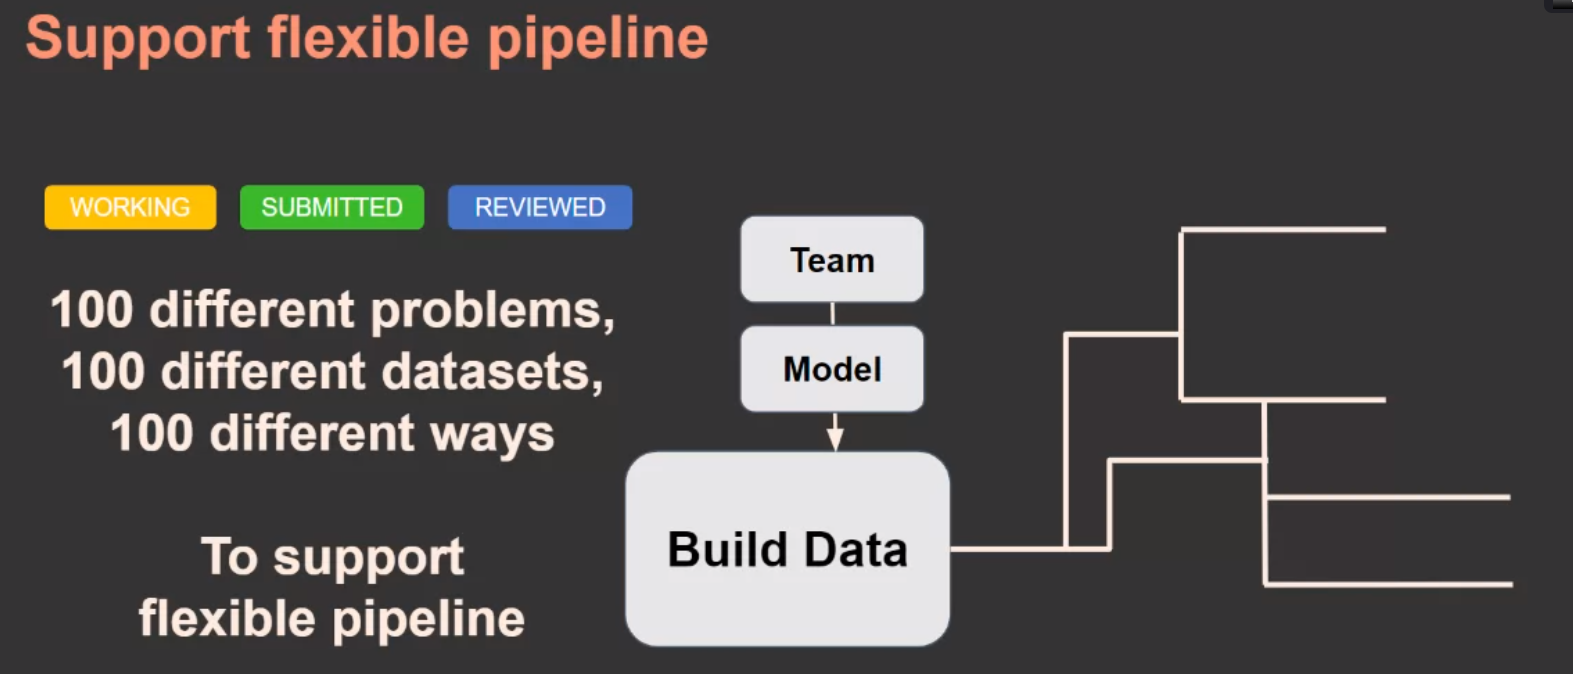 Support flexible pipeline
WORKING
SUBMITTED
REVIEWED
100 different problems,
100 different datasets,
100 different ways
To support
flexible pipeline
Team
Model
Build Data